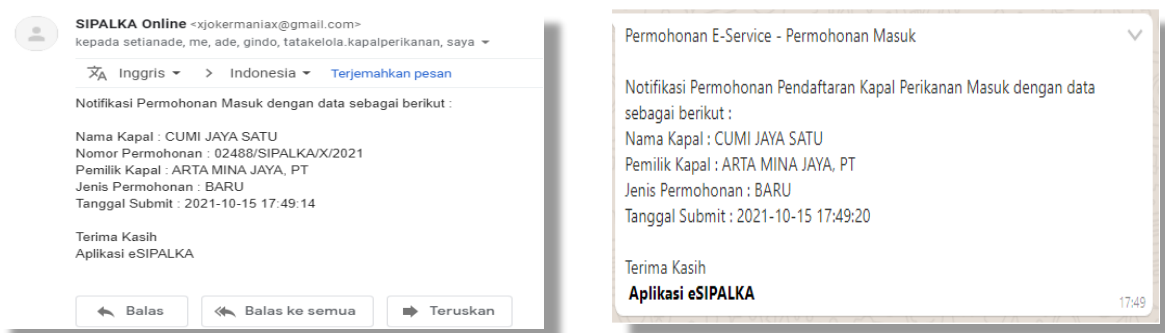 SIPALKA Online <xjokermaniax@gmail.com>
kepada setianade, me, ade, gindo, tatakelola.kapalperikanan, saya
Inggris > Indonesia Terjemahkan pesan
Notifikasi Permohonan Masuk dengan data sebagai berikut :
Nama Kapal : CUMI JAYA SATU
Nomor Permohonan : 02488/SIPALKA/X/2021
Pemilik Kapal : ARTA MINA JAYA, PT
Jenis Permohonan : BARU
Tanggal Submit : 2021-10-15 17:49:14
Terima Kasih
Aplikasi eSIPALKA
Balas Balas ke semua Teruskan
Permohonan E-Service - Permohonan Masuk
Notifikasi Permohonan Pendaftaran Kapal Perikanan Masuk dengan data
sebagai berikut :
Nama Kapal : CUMI JAYA SATU
Pemilik Kapal : ARTA MINA JAYA, PT
Jenis Permohonan : BARU
Tanggal Submit : 2021-10-15 17:49:20
Terima Kasih
Aplikasi eSIPALKA
17:49